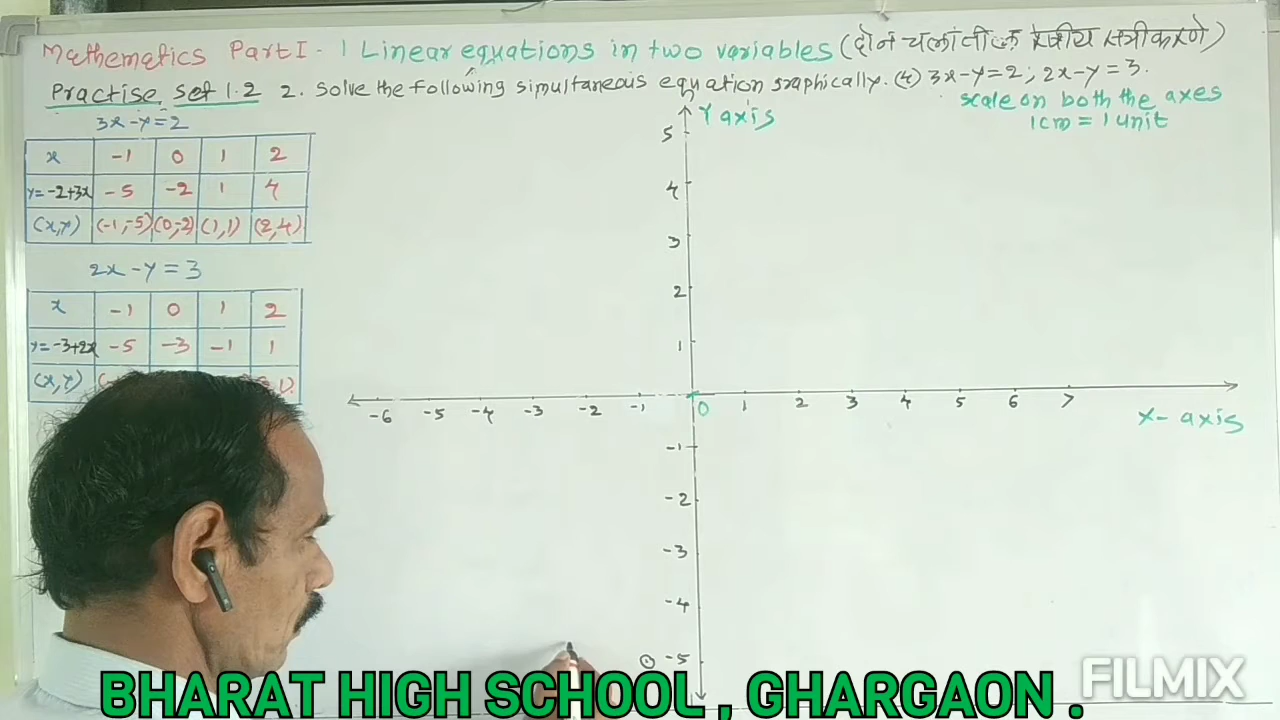 Mathematics Part I - 1 Linear equations in two variables (दोन चलांतील रेषीय समीकरणे)
Practise Set 1.2 2. Solve the following simultaneous equation graphically. (4) 3x-y=2; 2x-y=3.
scale on both the axes
1cm = 1 unit
3x-y=2
x -1 0 1 2
y=-2+3x -5 -2 1 4
(x,y) (-1,-5) (0,-2) (1,1) (2,4)
2x-y=3
x -1 0 1 2
y=-3+2x -5 -3 -1 1
(x,y)
Y axis
5
4
3
2
1
-6 -5 -4 -3 -2 -1 0 1 2 3 4 5 6 7
X- axis
-1
-2
-3
-4
-5
BHARAT HIGH SCHOOL, GHARGAON.
FILMIX